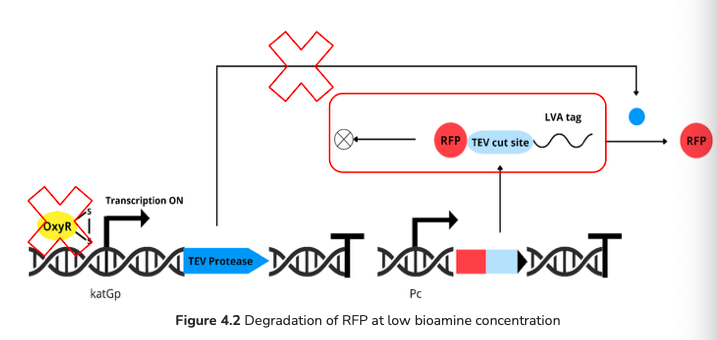 LVA tag
RFP
TEV cut site
RFP
Transcription ON
S
OxyR
S
TEV Protease
katGp
Pc
Figure 4.2 Degradation of RFP at low bioamine concentration